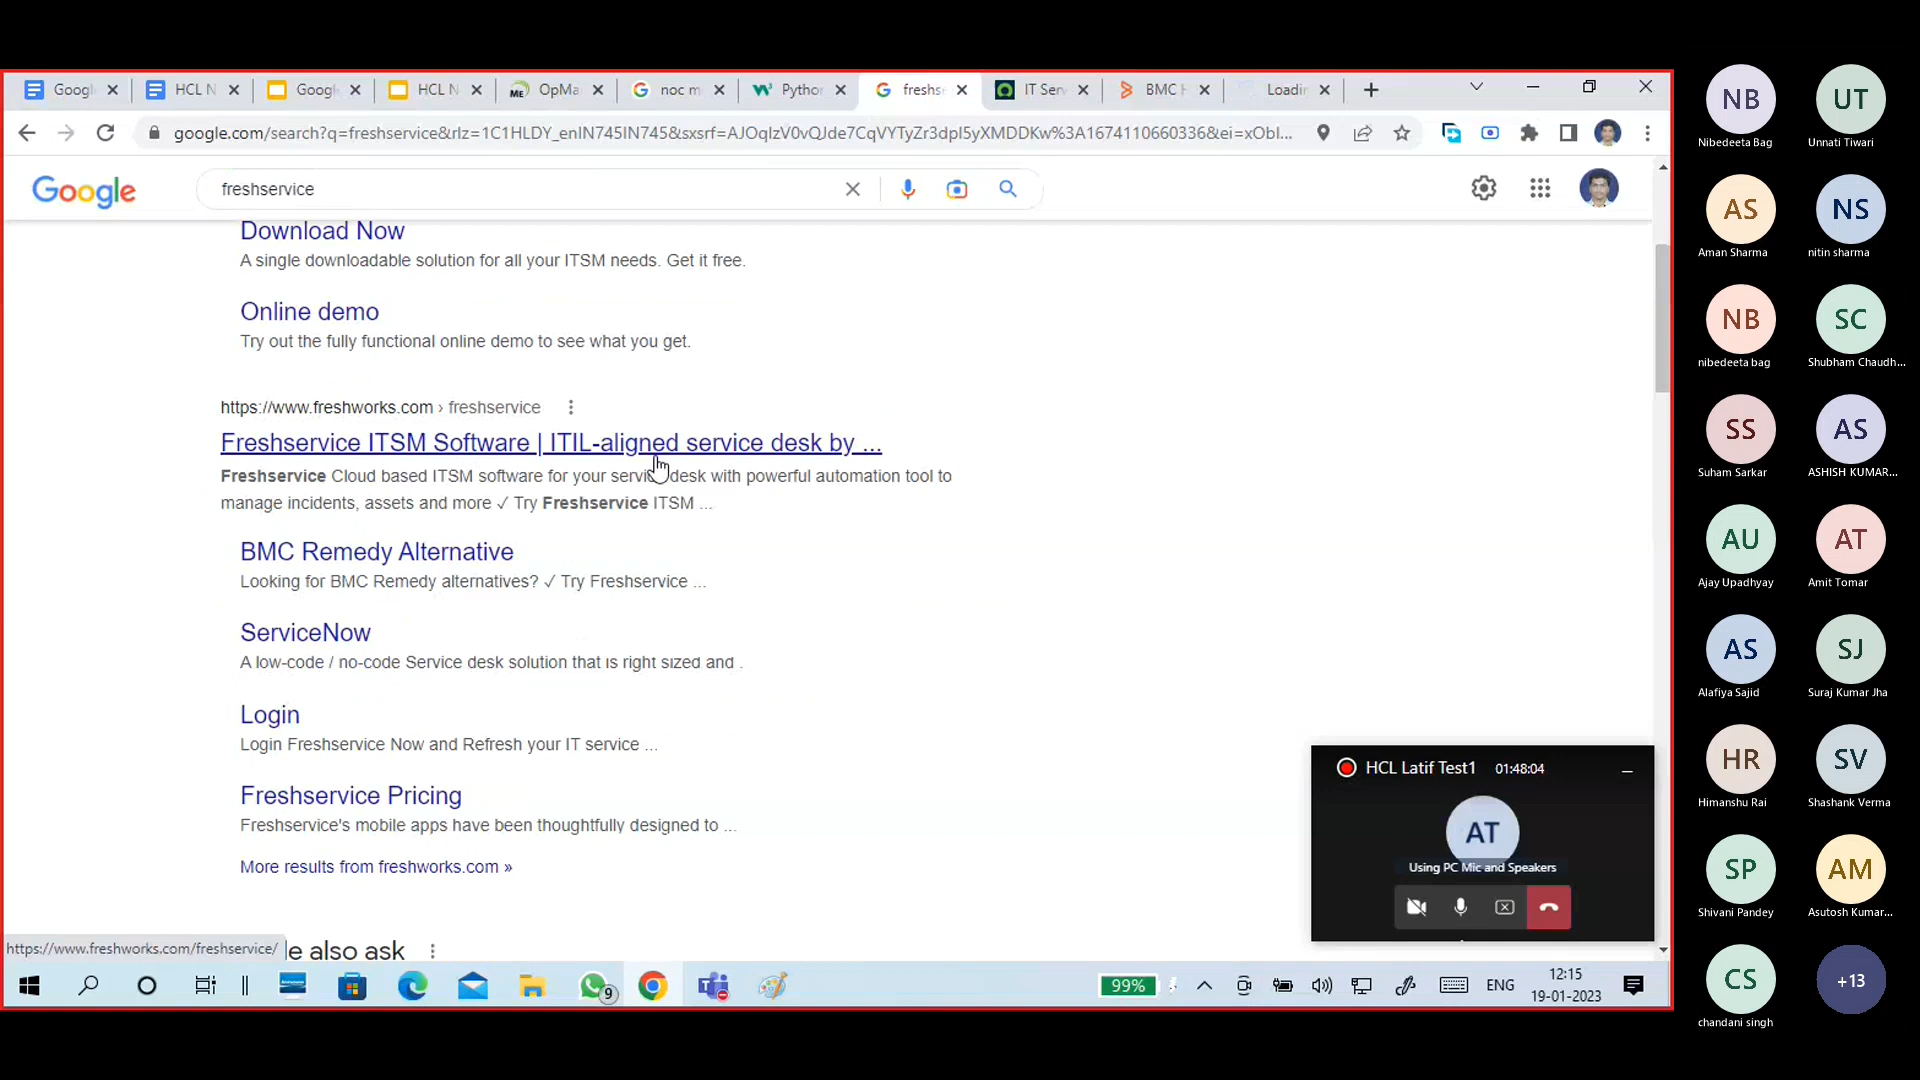 Googl
HCL N
Googl
HCL N
ME OpMa
noc m
Pythor
freshs
IT Serv
BMC H
Loadin
google.com/search?q=freshservice&rlz=1C1HLDY_enIN745IN745&sxsrf=AJOqlzV0vQJde7CqVYTyZr3dpI5yXMDDKw%3A1674110660336&ei=xObI...
Google
freshservice
Download Now
A single downloadable solution for all your ITSM needs. Get it free.
Online demo
Try out the fully functional online demo to see what you get.
https://www.freshworks.com › freshservice
Freshservice ITSM Software | ITIL-aligned service desk by ...
Freshservice Cloud based ITSM software for your service desk with powerful automation tool to
manage incidents, assets and more ✓ Try Freshservice ITSM ...
BMC Remedy Alternative
Looking for BMC Remedy alternatives? ✓ Try Freshservice ...
ServiceNow
A low-code / no-code Service desk solution that is right sized and .
Login
Login Freshservice Now and Refresh your IT service ...
Freshservice Pricing
Freshservice's mobile apps have been thoughtfully designed to ...
More results from freshworks.com »
https://www.freshworks.com/freshservice/
le also ask
HCL Latif Test1 01:48:04
AT
Using PC Mic and Speakers
9
99%
ENG
12:15
19-01-2023
NB UT
Nibedeeta Bag Unnati Tiwari
AS NS
Aman Sharma nitin sharma
NB SC
nibedeeta bag Shubham Chaudh...
SS AS
Suham Sarkar ASHISH KUMAR...
AU AT
Ajay Upadhyay Amit Tomar
AS SJ
Alafiya Sajid Suraj Kumar Jha
HR SV
Himanshu Rai Shashank Verma
SP AM
Shivani Pandey Asutosh Kumar...
CS +13
chandani singh